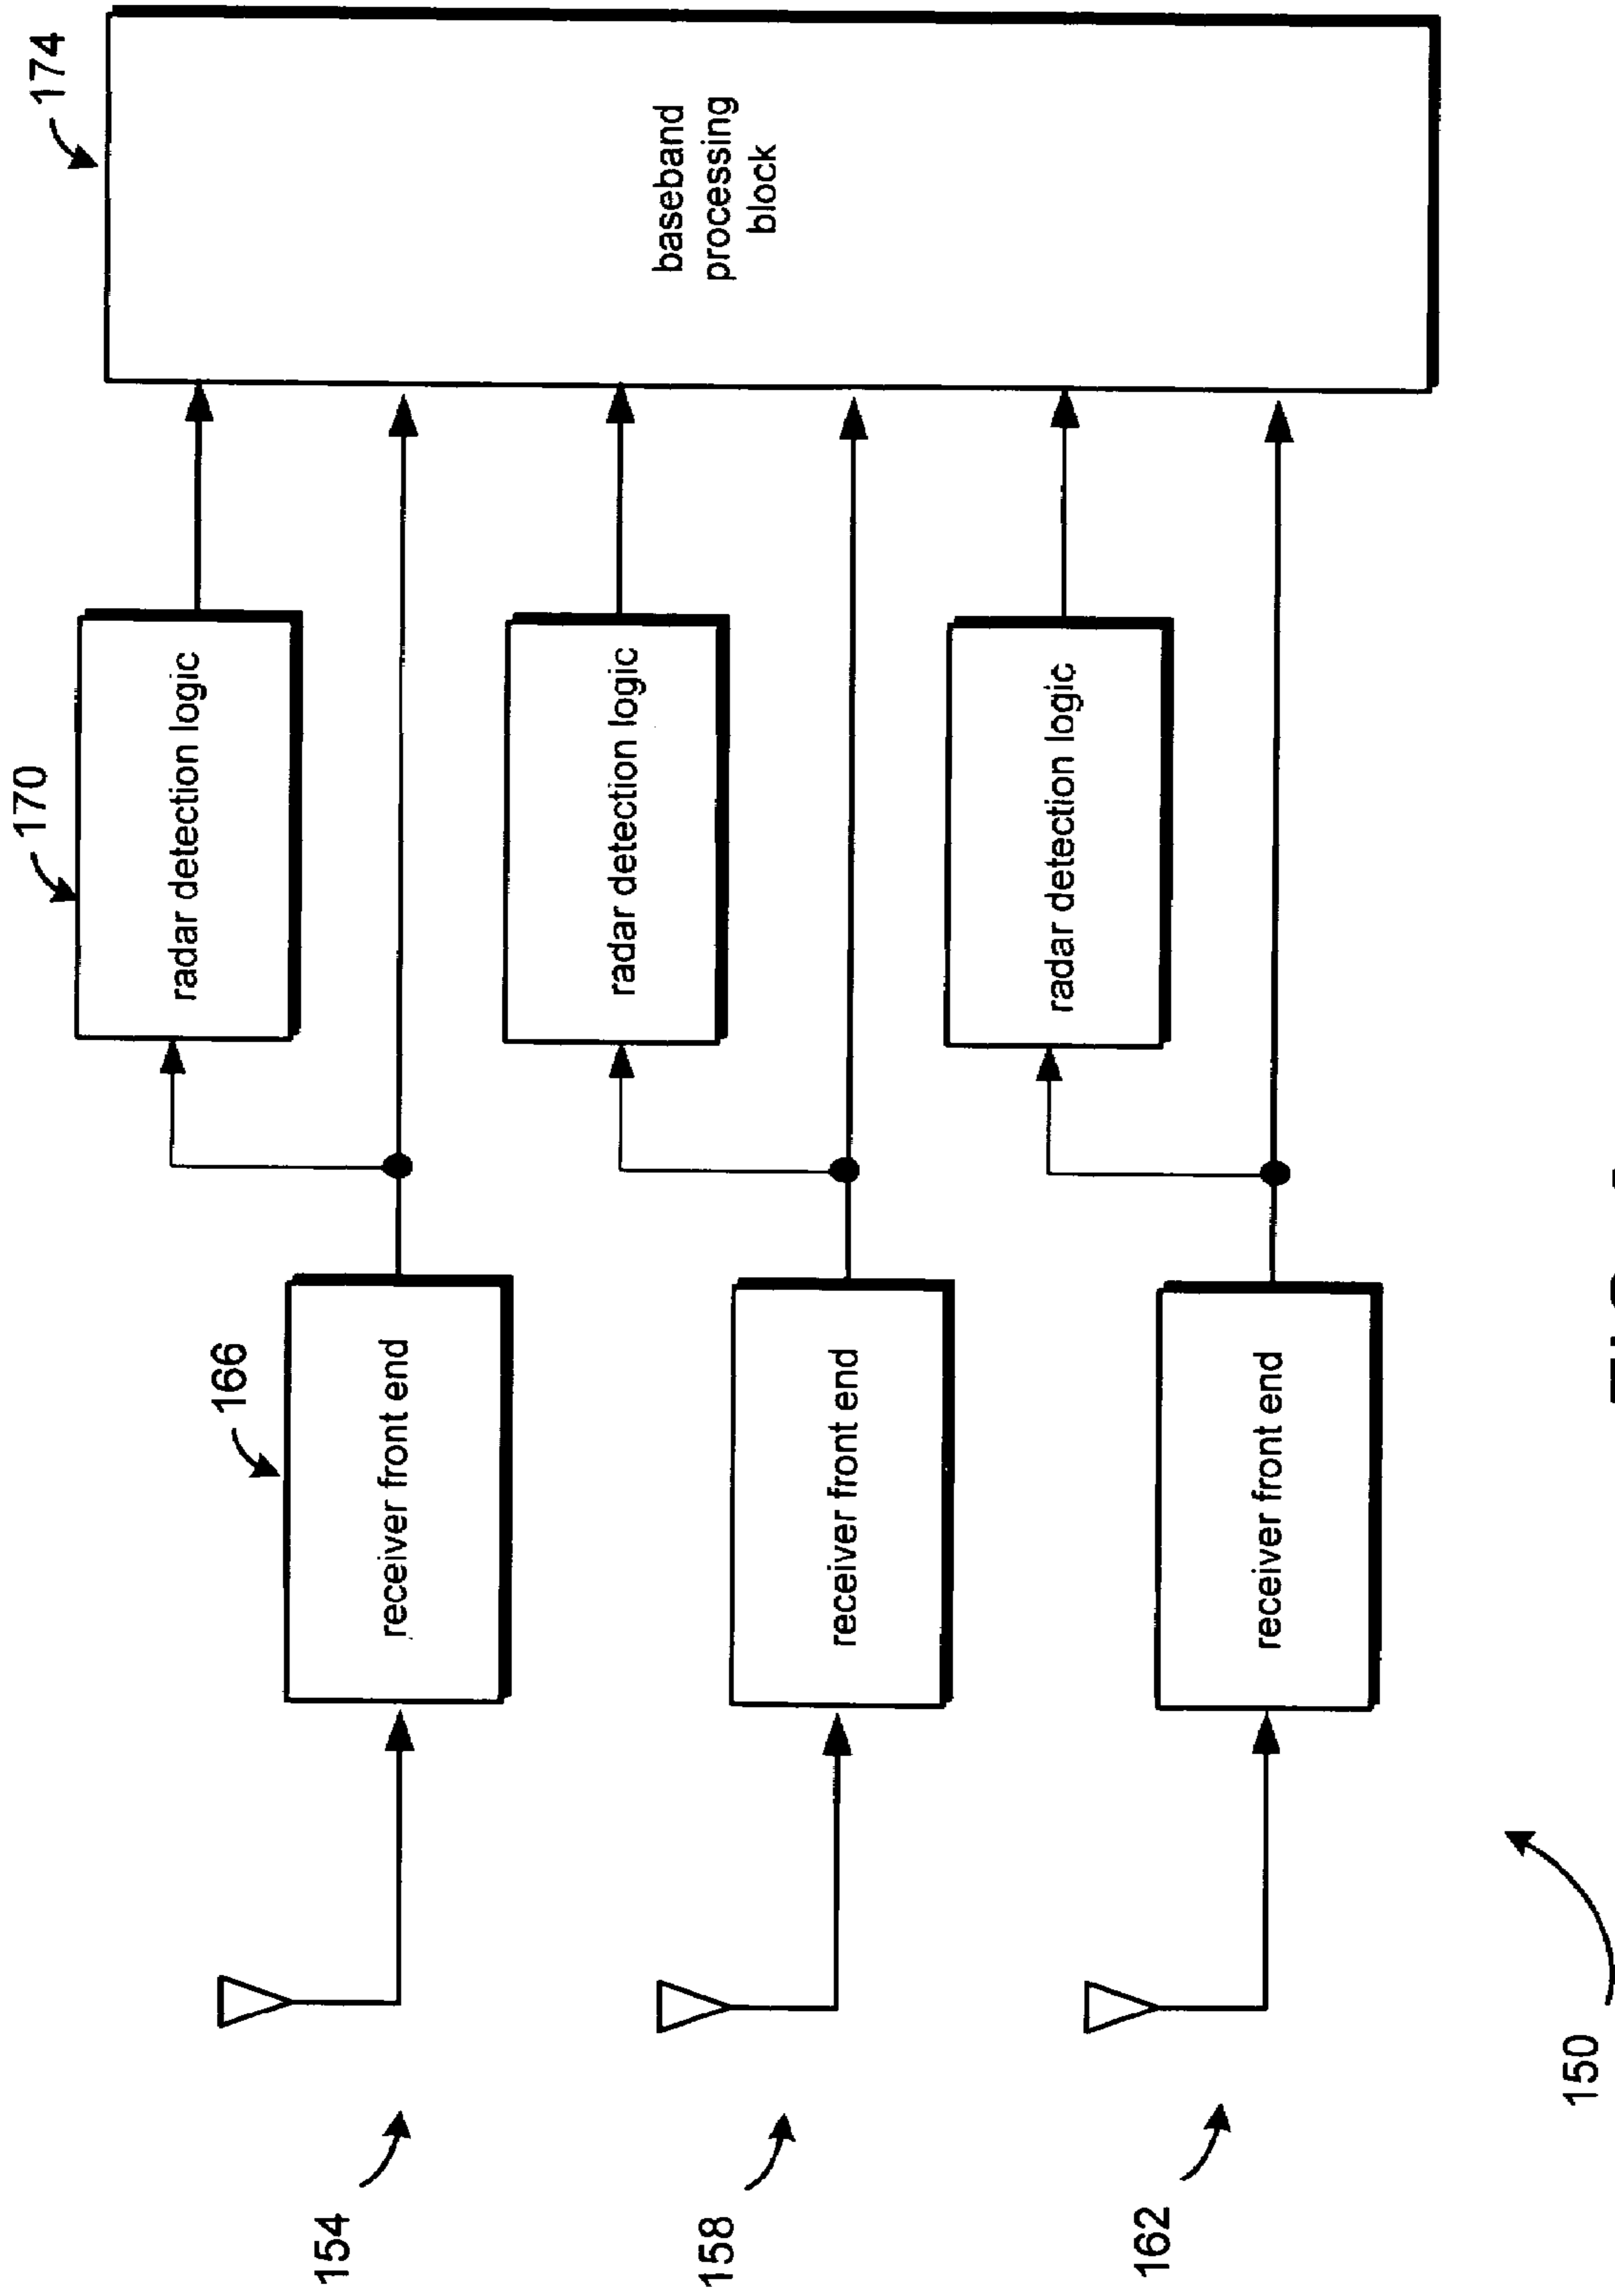 174
baseband
processing
block
170
radar detection logic
radar detection logic
radar detection logic
166
receiver front end
receiver front end
receiver front end
154
158
162
150